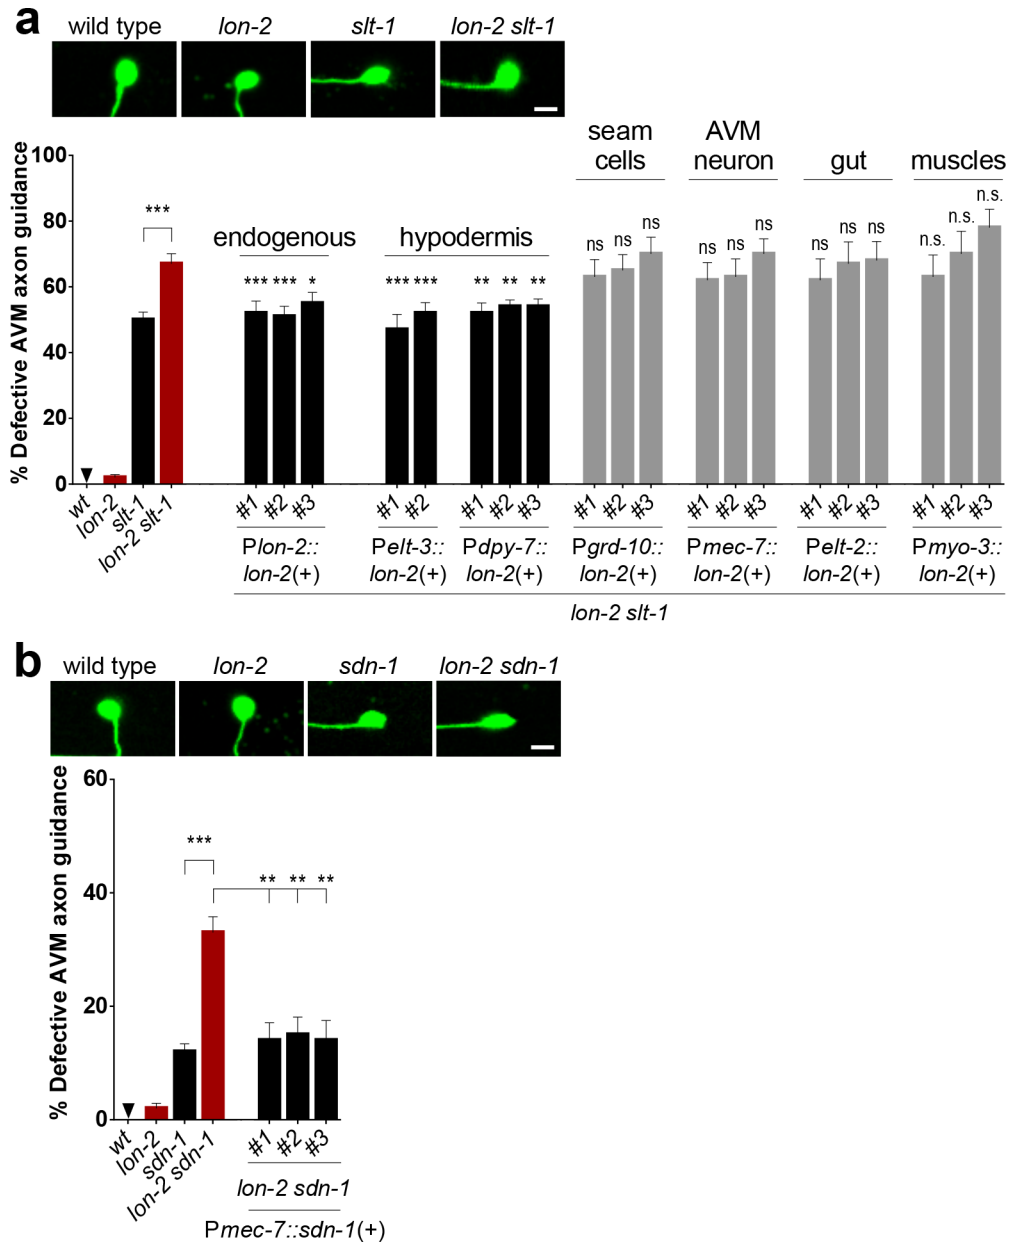 a
wild type lon-2 slt-1 lon-2 slt-1
% Defective AVM axon guidance
100
80
60
40
20
0
***
endogenous
*** *** *
hypodermis
*** *** ** ** **
seam
cells
ns ns ns
AVM
neuron
ns ns ns
gut
ns ns ns
muscles
n.s. n.s. n.s.
wt lon-2 slt-1 lon-2 slt-1
#1 #2 #3 #1 #2 #1 #2 #3 #1 #2 #3 #1 #2 #3 #1 #2 #3 #1 #2 #3
Plon-2:: Pelt-3:: Pdpy-7:: Pgrd-10:: Pmec-7:: Pelt-2:: Pmyo-3::
lon-2(+) lon-2(+) lon-2(+) lon-2(+) lon-2(+) lon-2(+) lon-2(+)
lon-2 slt-1
b
wild type lon-2 sdn-1 lon-2 sdn-1
% Defective AVM axon guidance
60
40
20
0
***
** ** **
wt lon-2 sdn-1 lon-2 sdn-1
#1 #2 #3
lon-2 sdn-1
Pmec-7::sdn-1(+)